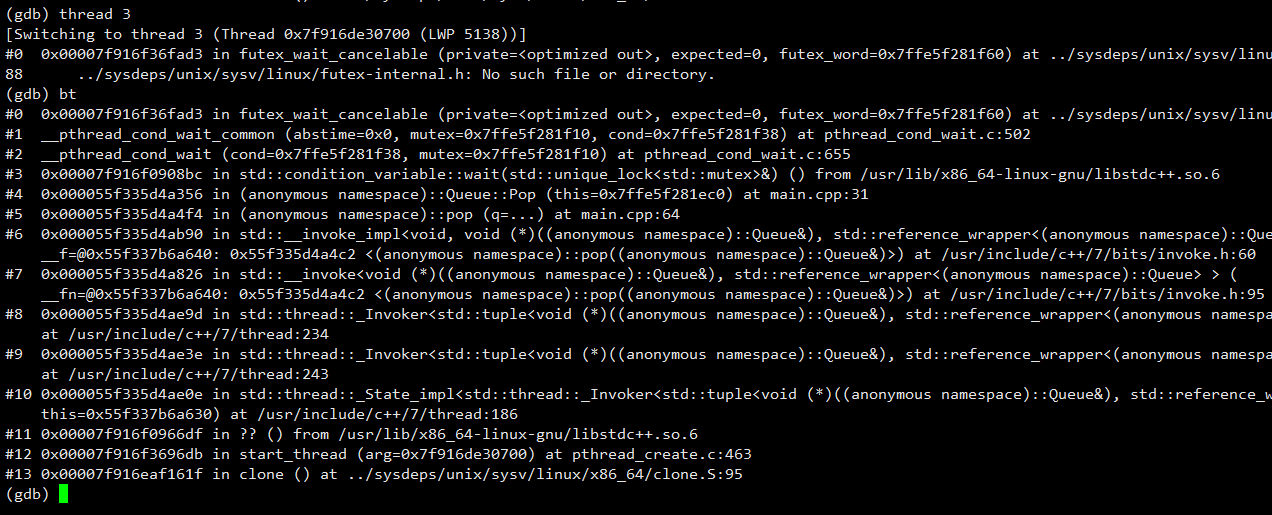 (gdb) thread 3
[Switching to thread 3 (Thread 0x7f916de30700 (LWP 5138))]
#0  0x00007f916f36fad3 in futex_wait_cancelable (private=<optimized out>, expected=0, futex_word=0x7ffe5f281f60) at ../sysdeps/unix/sysv/linu
88      ../sysdeps/unix/sysv/linux/futex-internal.h: No such file or directory.
(gdb) bt
#0  0x00007f916f36fad3 in futex_wait_cancelable (private=<optimized out>, expected=0, futex_word=0x7ffe5f281f60) at ../sysdeps/unix/sysv/linu
#1  __pthread_cond_wait_common (abstime=0x0, mutex=0x7ffe5f281f10, cond=0x7ffe5f281f38) at pthread_cond_wait.c:502
#2  __pthread_cond_wait (cond=0x7ffe5f281f38, mutex=0x7ffe5f281f10) at pthread_cond_wait.c:655
#3  0x00007f916f0908bc in std::condition_variable::wait(std::unique_lock<std::mutex>&) () from /usr/lib/x86_64-linux-gnu/libstdc++.so.6
#4  0x000055f335d4a356 in (anonymous namespace)::Queue::Pop (this=0x7ffe5f281ec0) at main.cpp:31
#5  0x000055f335d4a4f4 in (anonymous namespace)::pop (q=...) at main.cpp:64
#6  0x000055f335d4ab90 in std::__invoke_impl<void, void (*)((anonymous namespace)::Queue&), std::reference_wrapper<(anonymous namespace)::Que
    __f=@0x55f337b6a640: 0x55f335d4a4c2 <(anonymous namespace)::pop((anonymous namespace)::Queue&)>) at /usr/include/c++/7/bits/invoke.h:60
#7  0x000055f335d4a826 in std::__invoke<void (*)((anonymous namespace)::Queue&), std::reference_wrapper<(anonymous namespace)::Queue> > (
    __fn=@0x55f337b6a640: 0x55f335d4a4c2 <(anonymous namespace)::pop((anonymous namespace)::Queue&)>) at /usr/include/c++/7/bits/invoke.h:95
#8  0x000055f335d4ae9d in std::thread::_Invoker<std::tuple<void (*)((anonymous namespace)::Queue&), std::reference_wrapper<(anonymous namespa
    at /usr/include/c++/7/thread:234
#9  0x000055f335d4ae3e in std::thread::_Invoker<std::tuple<void (*)((anonymous namespace)::Queue&), std::reference_wrapper<(anonymous namespa
    at /usr/include/c++/7/thread:243
#10 0x000055f335d4ae0e in std::thread::_State_impl<std::thread::_Invoker<std::tuple<void (*)((anonymous namespace)::Queue&), std::reference_w
    this=0x55f337b6a630) at /usr/include/c++/7/thread:186
#11 0x00007f916f0966df in ?? () from /usr/lib/x86_64-linux-gnu/libstdc++.so.6
#12 0x00007f916f3696db in start_thread (arg=0x7f916de30700) at pthread_create.c:463
#13 0x00007f916eaf161f in clone () at ../sysdeps/unix/sysv/linux/x86_64/clone.S:95
(gdb)